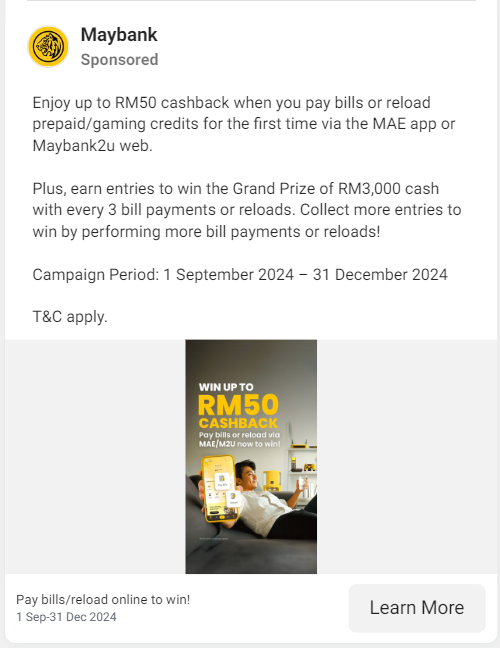 Maybank
Sponsored
Enjoy up to RM50 cashback when you pay bills or reload
prepaid/gaming credits for the first time via the MAE app or
Maybank2u web.
Plus, earn entries to win the Grand Prize of RM3,000 cash
with every 3 bill payments or reloads. Collect more entries to
win by performing more bill payments or reloads!
Campaign Period: 1 September 2024 – 31 December 2024
T&C apply.
WIN UP TO
RM50
CASHBACK
Pay bills or reload via
MAE/M2U now to win!
Pay bills/reload online to win!
1 Sep-31 Dec 2024
Learn More